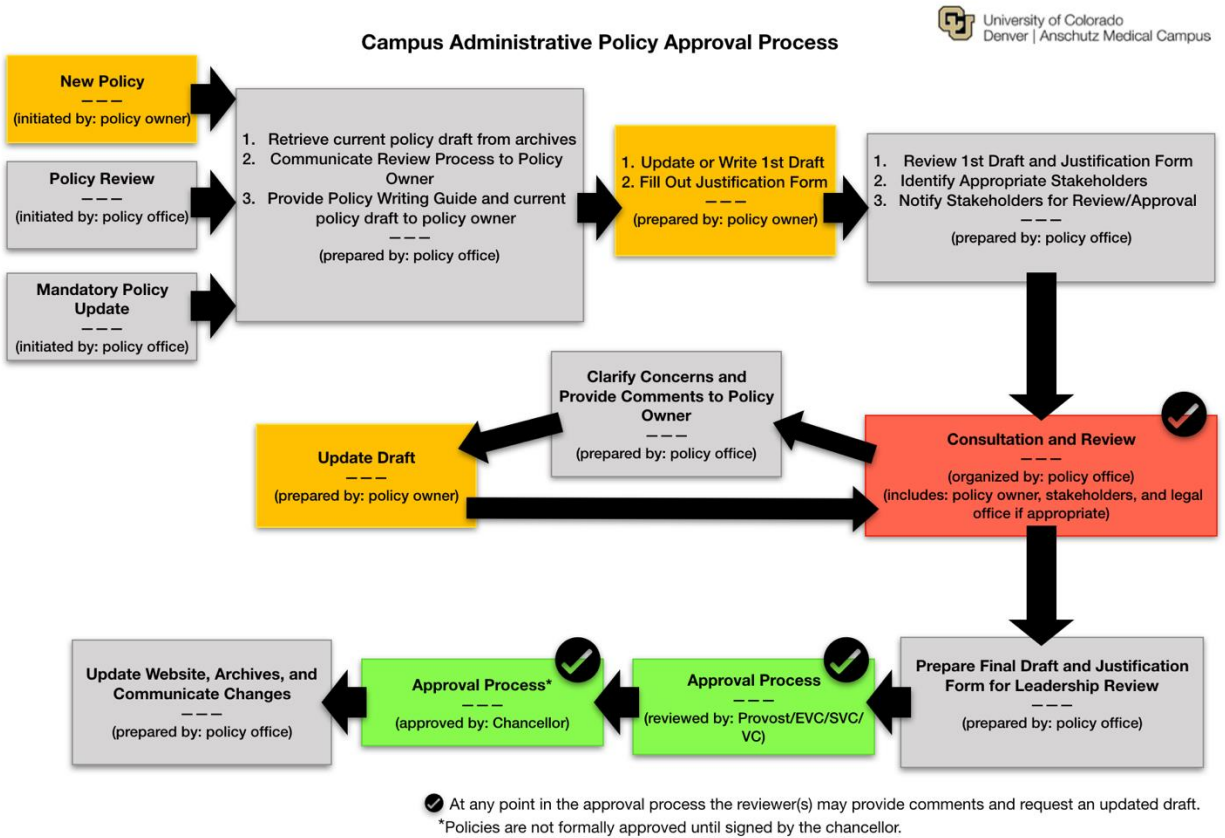 University of Colorado
Denver | Anschutz Medical Campus
Campus Administrative Policy Approval Process
New Policy
– – –
(initiated by: policy owner)
Policy Review
– – –
(initiated by: policy office)
Mandatory Policy
Update
– – –
(initiated by: policy office)
1. Retrieve current policy draft from archives
2. Communicate Review Process to Policy
Owner
3. Provide Policy Writing Guide and current
policy draft to policy owner
– – –
(prepared by: policy office)
1. Update or Write 1st Draft
2. Fill Out Justification Form
– – –
(prepared by: policy owner)
1. Review 1st Draft and Justification Form
2. Identify Appropriate Stakeholders
3. Notify Stakeholders for Review/Approval
– – –
(prepared by: policy office)
Consultation and Review
– – –
(organized by: policy office)
(includes: policy owner, stakeholders, and legal
office if appropriate)
Clarify Concerns and
Provide Comments to Policy
Owner
– – –
(prepared by: policy office)
Update Draft
– – –
(prepared by: policy owner)
Prepare Final Draft and Justification
Form for Leadership Review
– – –
(prepared by: policy office)
Approval Process
– – –
(reviewed by: Provost/EVC/SVC/
VC)
Approval Process*
– – –
(approved by: Chancellor)
Update Website, Archives, and
Communicate Changes
– – –
(prepared by: policy office)
At any point in the approval process the reviewer(s) may provide comments and request an updated draft.
*Policies are not formally approved until signed by the chancellor.